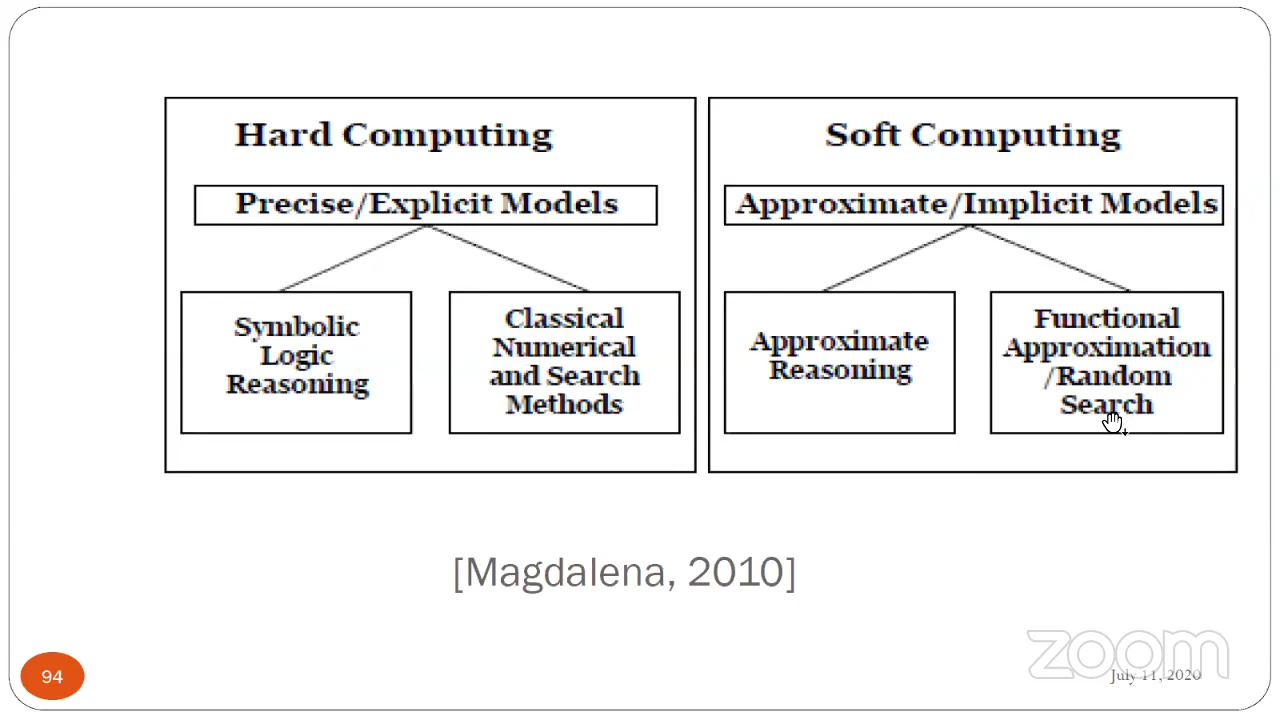 Hard Computing
Precise/Explicit Models
Symbolic
Logic
Reasoning
Classical
Numerical
and Search
Methods
Soft Computing
Approximate/Implicit Models
Approximate
Reasoning
Functional
Approximation
/Random
Search
[Magdalena, 2010]
94
zoom
July 11, 2020